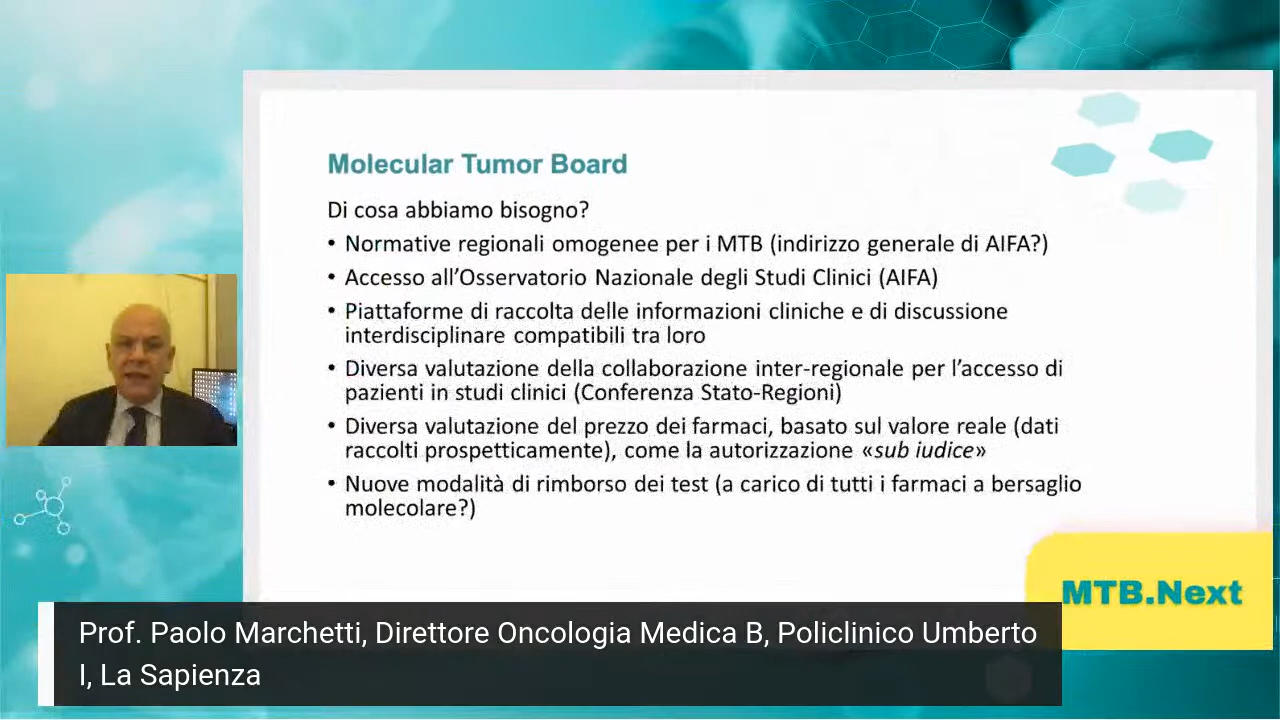 Molecular Tumor Board
Di cosa abbiamo bisogno?
• Normative regionali omogenee per i MTB (indirizzo generale di AIFA?)
• Accesso all’Osservatorio Nazionale degli Studi Clinici (AIFA)
• Piattaforme di raccolta delle informazioni cliniche e di discussione
interdisciplinare compatibili tra loro
• Diversa valutazione della collaborazione inter-regionale per l’accesso di
pazienti in studi clinici (Conferenza Stato-Regioni)
• Diversa valutazione del prezzo dei farmaci, basato sul valore reale (dati
raccolti prospetticamente), come la autorizzazione «sub iudice»
• Nuove modalità di rimborso dei test (a carico di tutti i farmaci a bersaglio
molecolare?)
MTB.Next
Prof. Paolo Marchetti, Direttore Oncologia Medica B, Policlinico Umberto
I, La Sapienza